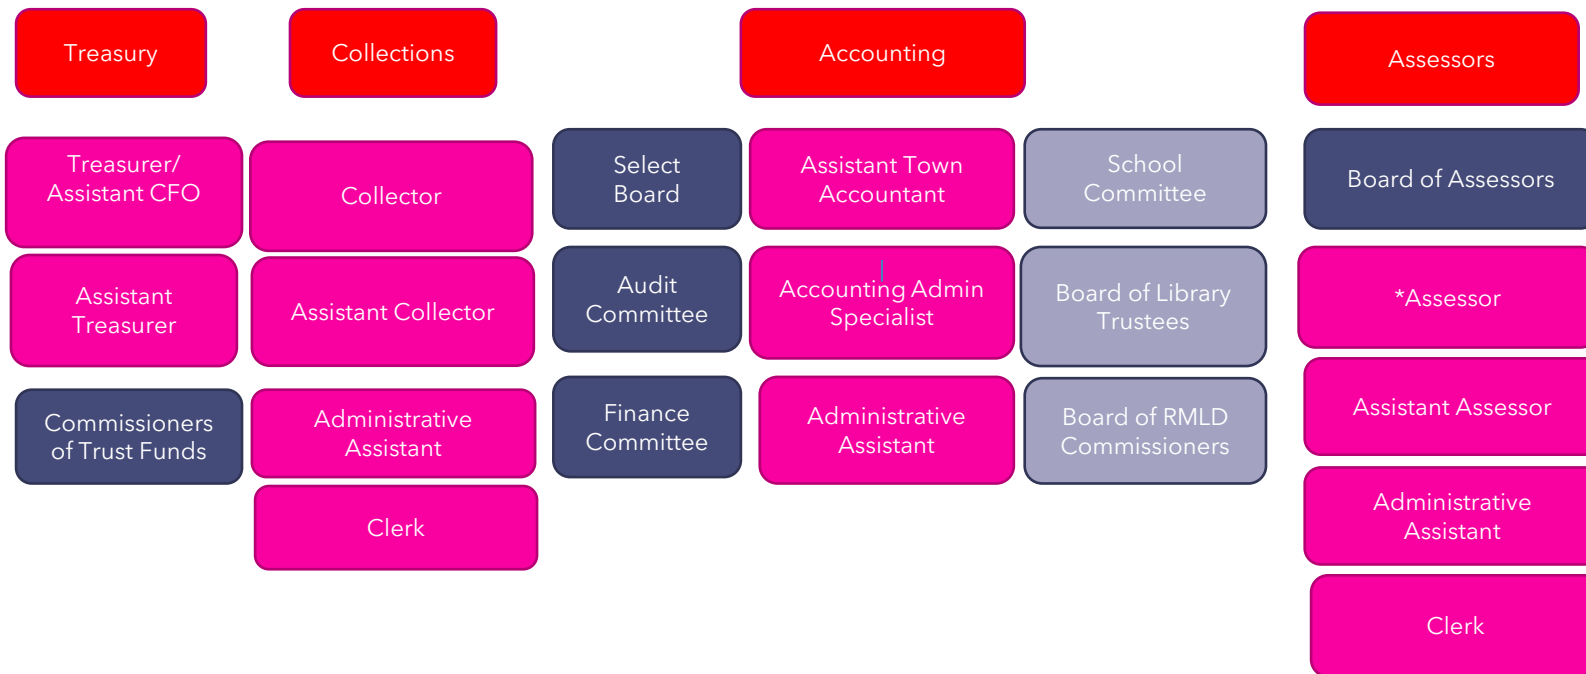 Treasury
Collections
Accounting
Assessors
Treasurer/
Assistant CFO
Assistant
Treasurer
Commissioners
of Trust Funds
Collector
Assistant Collector
Administrative
Assistant
Clerk
Select
Board
Audit
Committee
Finance
Committee
Assistant Town
Accountant
Accounting Admin
Specialist
Administrative
Assistant
School
Committee
Board of Library
Trustees
Board of RMLD
Commissioners
Board of Assessors
*Assessor
Assistant Assessor
Administrative
Assistant
Clerk